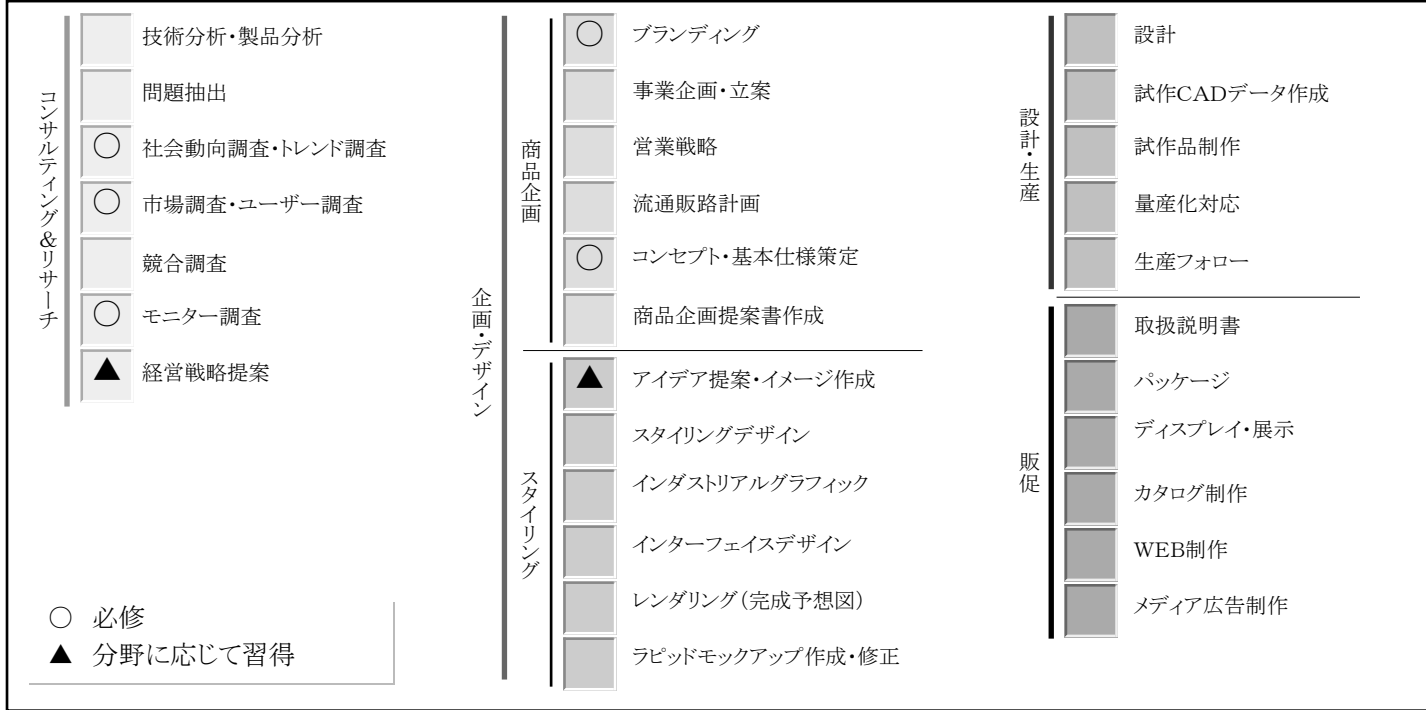 コンサルティング&リサーチ
技術分析・製品分析
問題抽出
○ 社会動向調査・トレンド調査
○ 市場調査・ユーザー調査
競合調査
○ モニター調査
▲ 経営戦略提案
企画・デザイン
商品企画
○ ブランディング
事業企画・立案
営業戦略
流通販路計画
○ コンセプト・基本仕様策定
商品企画提案書作成
スタイリング
▲ アイデア提案・イメージ作成
スタイリングデザイン
インダストリアルグラフィック
インターフェイスデザイン
レンダリング(完成予想図)
ラピッドモックアップ作成・修正
設計・生産
設計
試作CADデータ作成
試作品制作
量産化対応
生産フォロー
販促
取扱説明書
パッケージ
ディスプレイ・展示
カタログ制作
WEB制作
メディア広告制作
○ 必修
▲ 分野に応じて習得